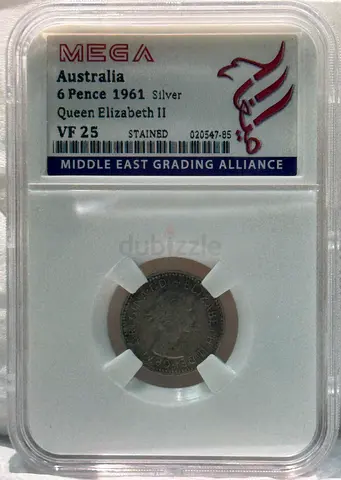 MEGA
Australia
6 Pence 1961 Silver
Queen Elizabeth II
VF 25 STAINED 020547-85
MIDDLE EAST GRADING ALLIANCE
dubizzle